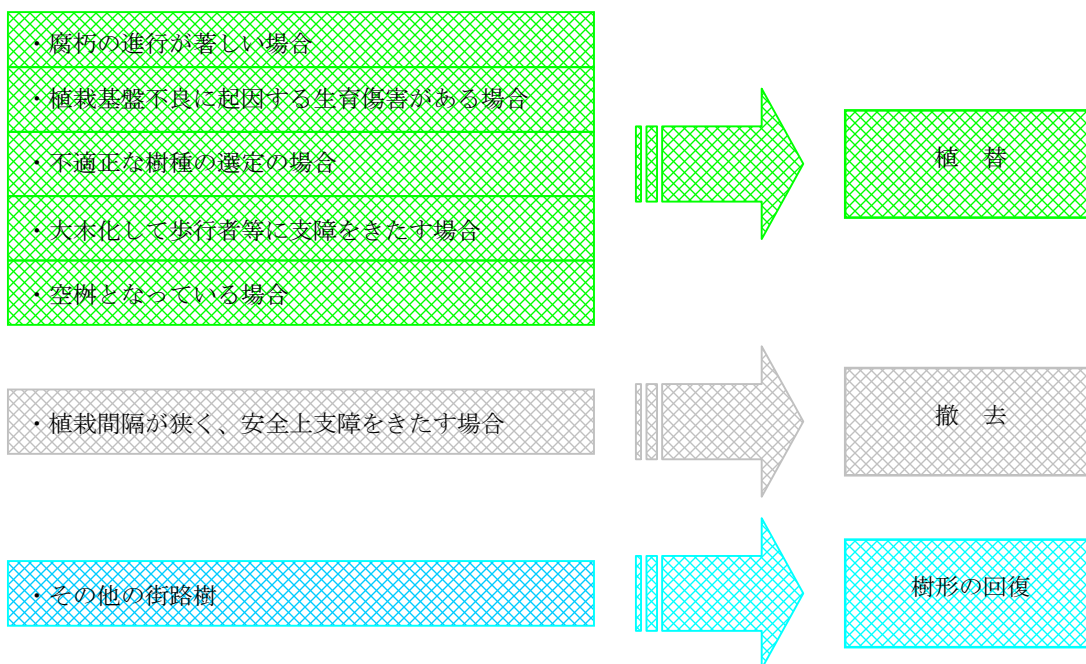 ・腐朽の進行が著しい場合
・植栽基盤不良に起因する生育傷害がある場合
・不適正な樹種の選定の場合
・大木化して歩行者等に支障をきたす場合
・空桝となっている場合
植　替
・植栽間隔が狭く、安全上支障をきたす場合
撤　去
・その他の街路樹
樹形の回復